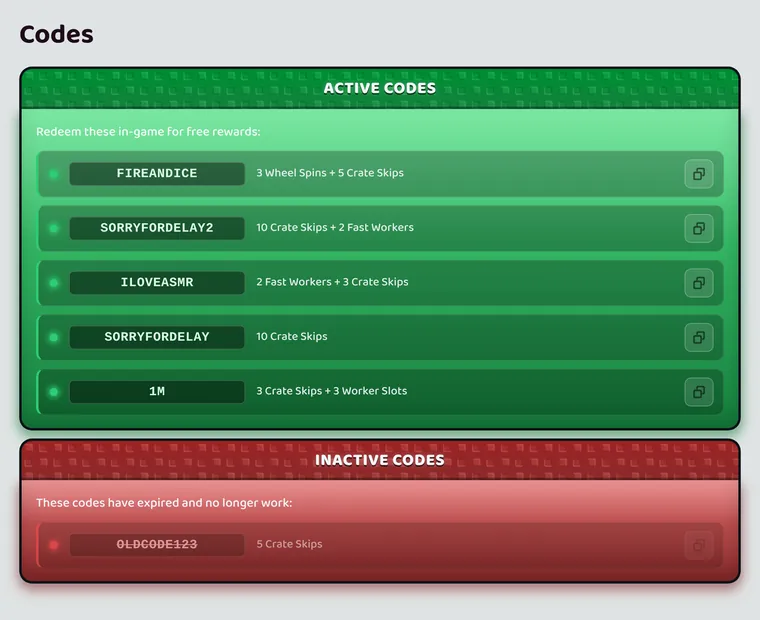 Codes
ACTIVE CODES
Redeem these in-game for free rewards:
FIREANDICE 3 Wheel Spins + 5 Crate Skips
SORRYFORDELAY2 10 Crate Skips + 2 Fast Workers
ILOVEASMR 2 Fast Workers + 3 Crate Skips
SORRYFORDELAY 10 Crate Skips
1M 3 Crate Skips + 3 Worker Slots
INACTIVE CODES
These codes have expired and no longer work:
OLDCODE123 5 Crate Skips